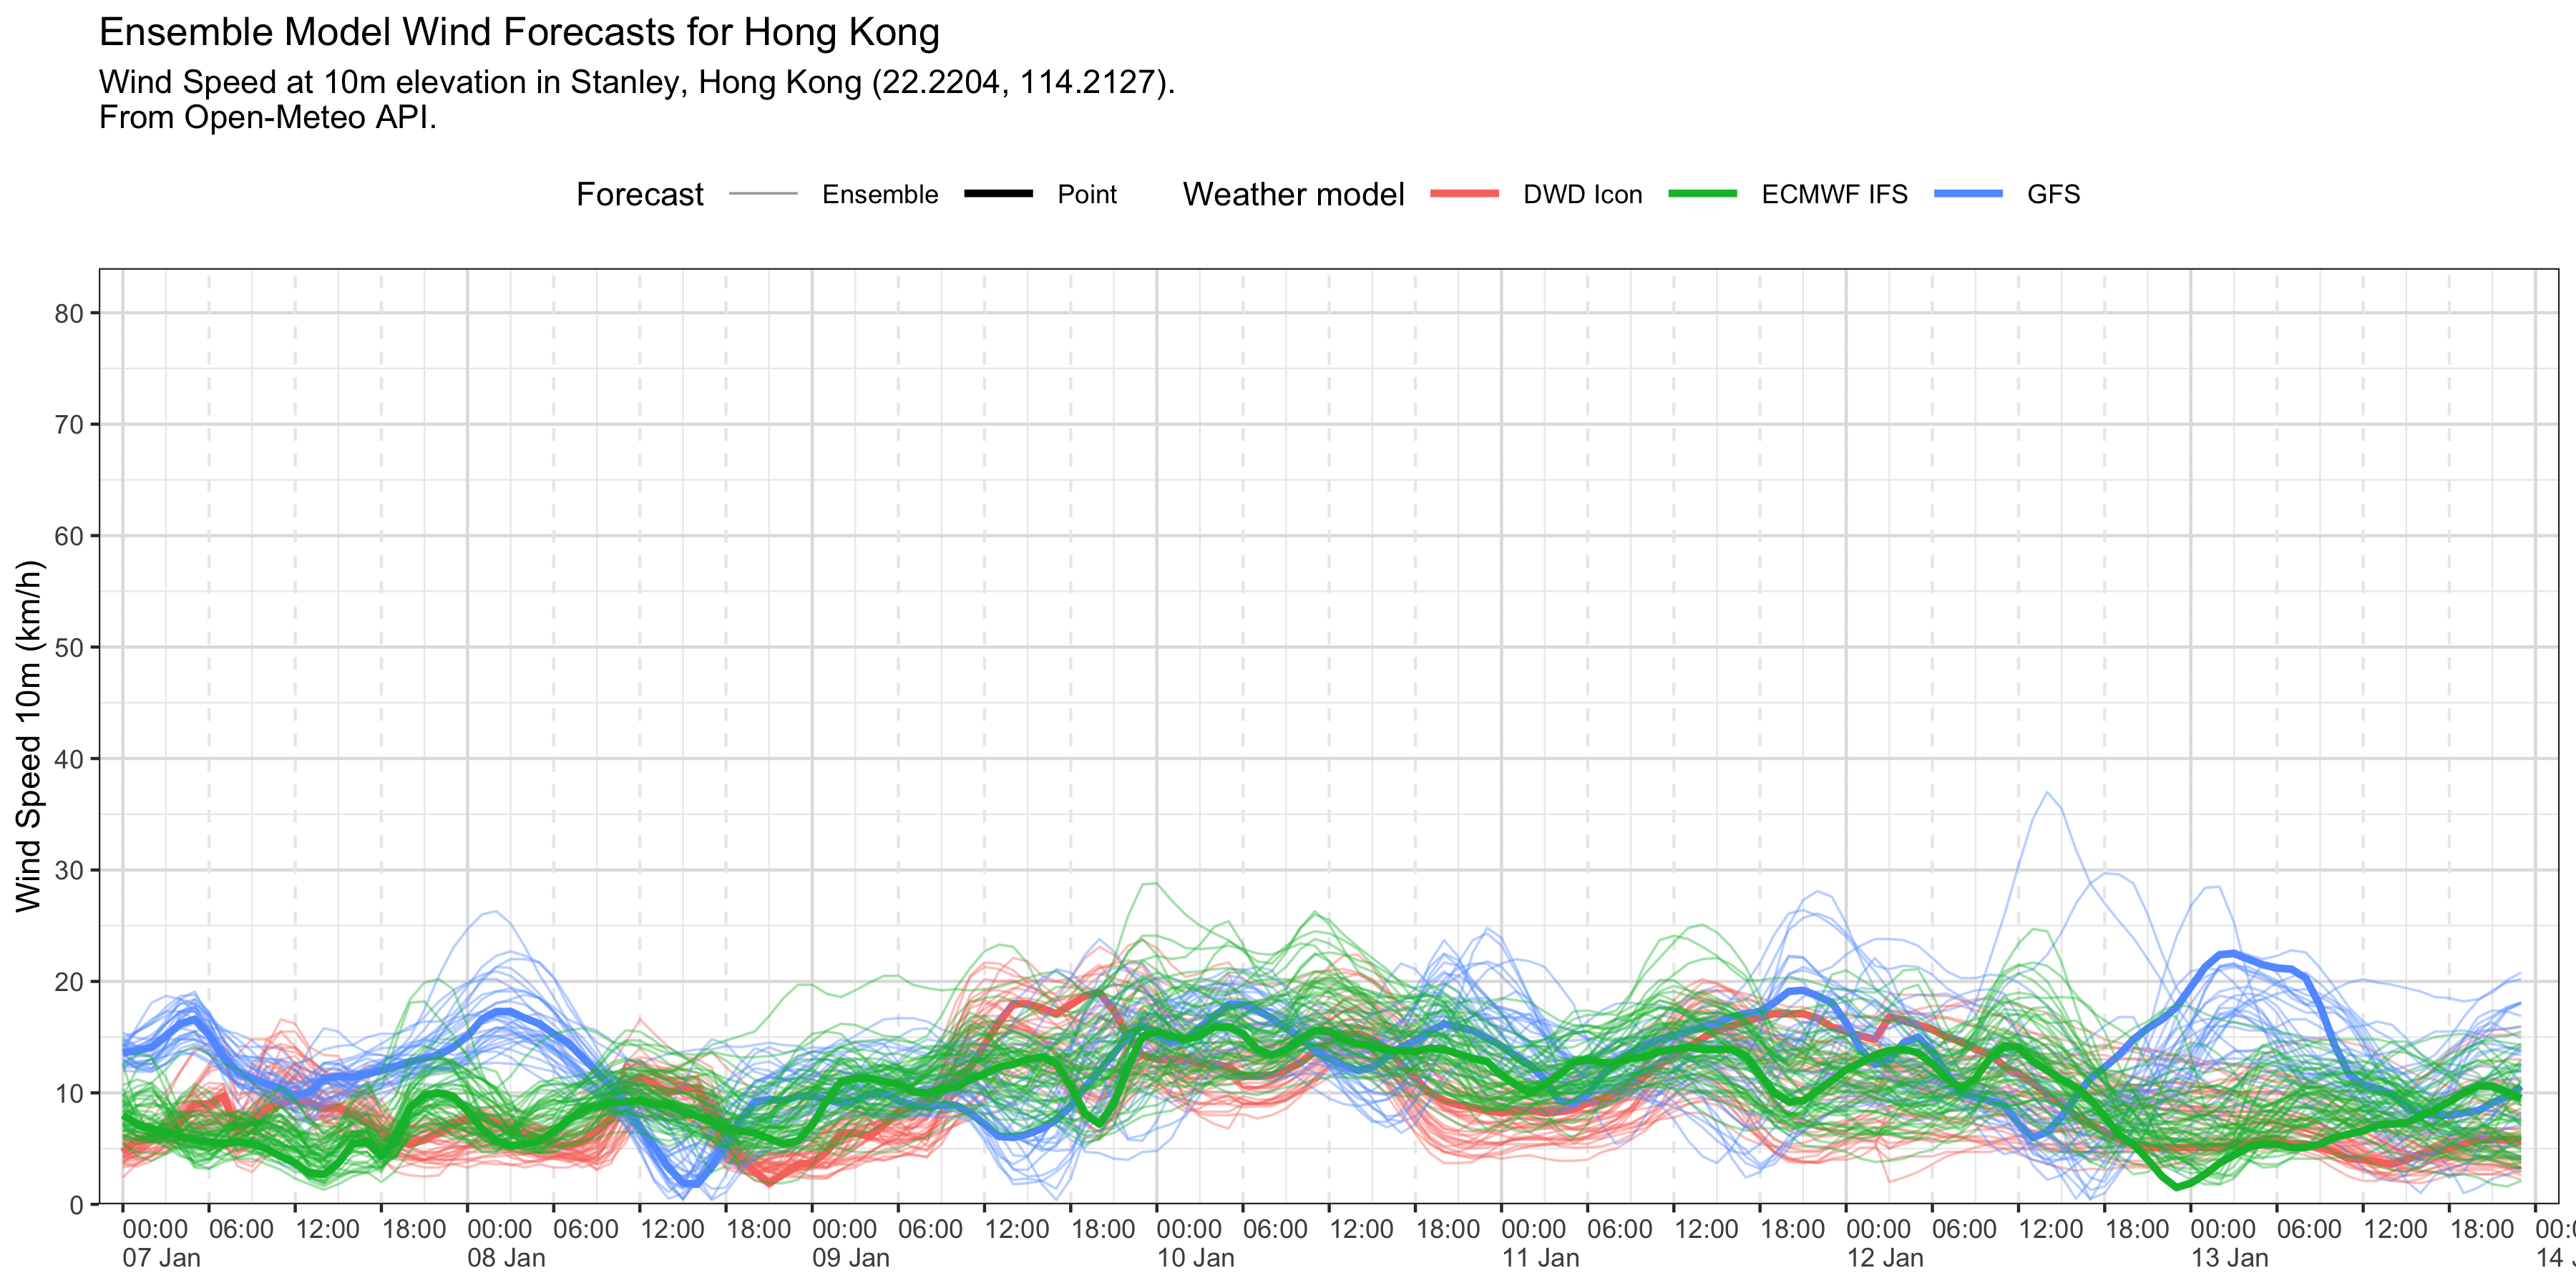 Ensemble Model Wind Forecasts for Hong Kong
Wind Speed at 10m elevation in Stanley, Hong Kong (22.2204, 114.2127).
From Open-Meteo API.
Forecast Ensemble Point Weather model DWD Icon ECMWF IFS GFS
Wind Speed 10m (km/h)
80
70
60
50
40
30
20
10
0
00:00 06:00 12:00 18:00 00:00 06:00 12:00 18:00 00:00 06:00 12:00 18:00 00:00 06:00 12:00 18:00 00:00 06:00 12:00 18:00 00:00 06:00 12:00 18:00 00:00 06:00 12:00 18:00
07 Jan 08 Jan 09 Jan 10 Jan 11 Jan 12 Jan 13 Jan 14